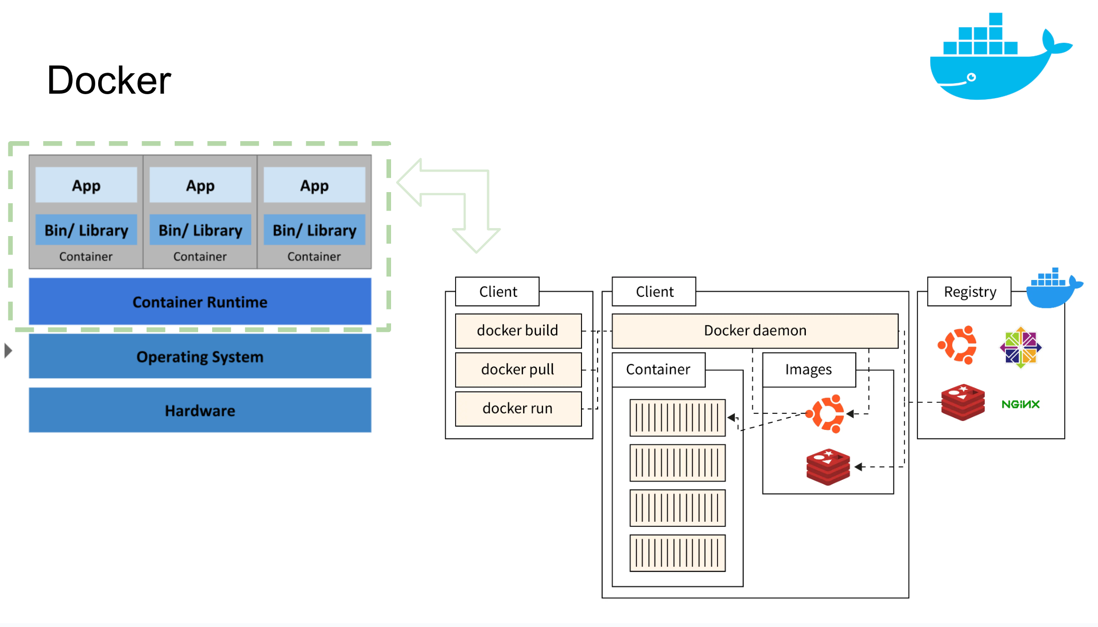 Docker
App
App
App
Bin/ Library
Bin/ Library
Bin/ Library
Container
Container
Container
Container Runtime
Operating System
Hardware
Client
docker build
docker pull
docker run
Client
Docker daemon
Container
Images
Registry
NGINX